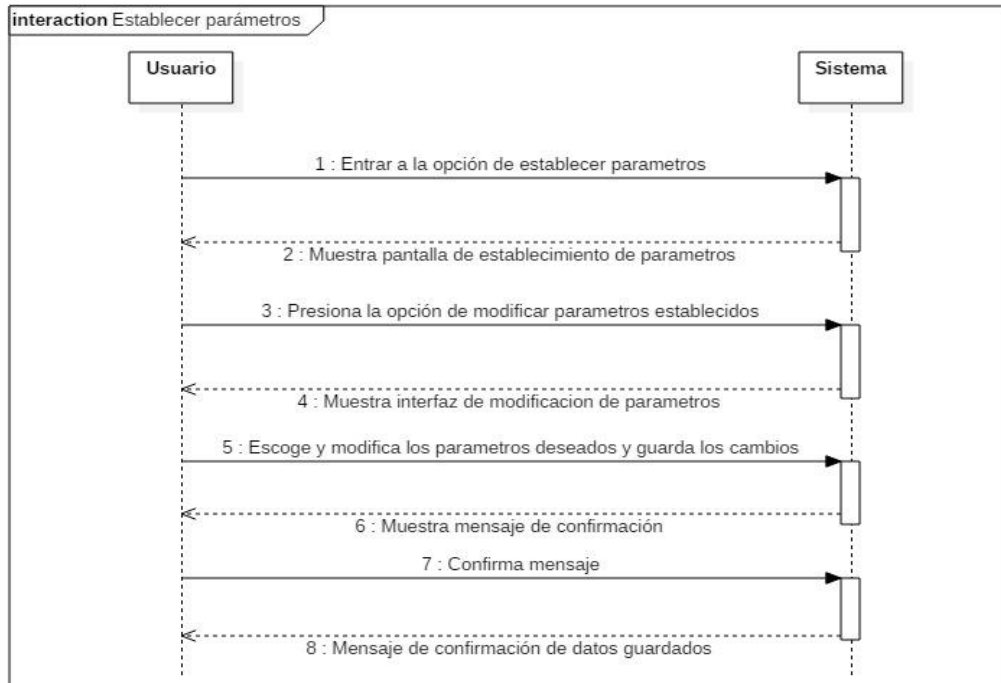 interaction Establecer parámetros
Usuario
Sistema
1 : Entrar a la opción de establecer parametros
2 : Muestra pantalla de establecimiento de parametros
3 : Presiona la opción de modificar parametros establecidos
4 : Muestra interfaz de modificacion de parametros
5 : Escoge y modifica los parametros deseados y guarda los cambios
6 : Muestra mensaje de confirmación
7 : Confirma mensaje
8 : Mensaje de confirmación de datos guardados